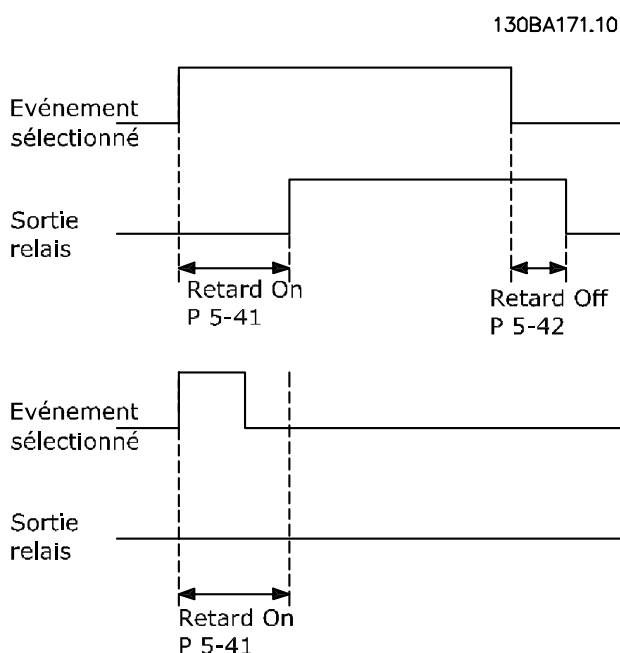 130BA171.10
Evénement
sélectionné
Sortie
relais
Retard On
P 5-41
Retard Off
P 5-42
Evénement
sélectionné
Sortie
relais
Retard On
P 5-41